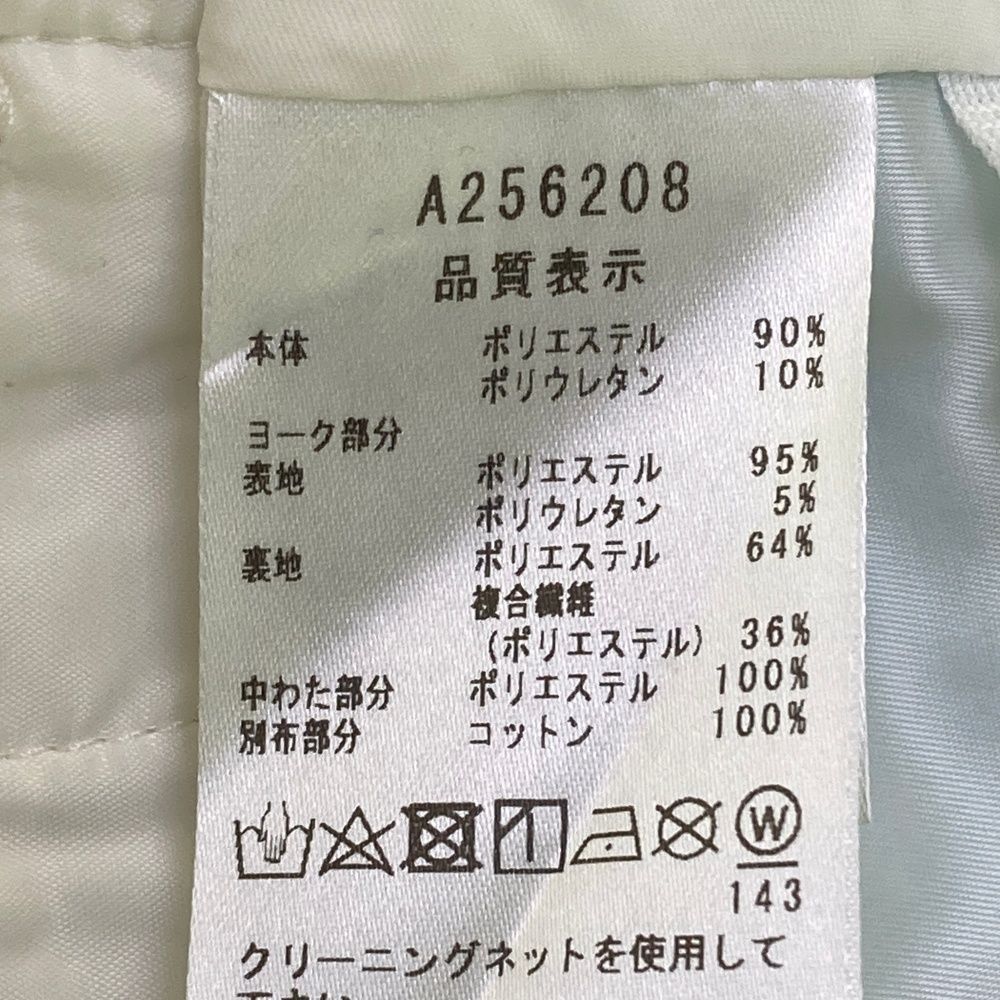 A256208
品質表示
本体 ポリエステル 90%
ポリウレタン 10%
ヨーク部分
表地 ポリエステル 95%
ポリウレタン 5%
裏地 ポリエステル 64%
複合繊維
(ポリエステル) 36%
中わた部分 ポリエステル 100%
別布部分 コットン 100%
W
143
クリーニングネットを使用して